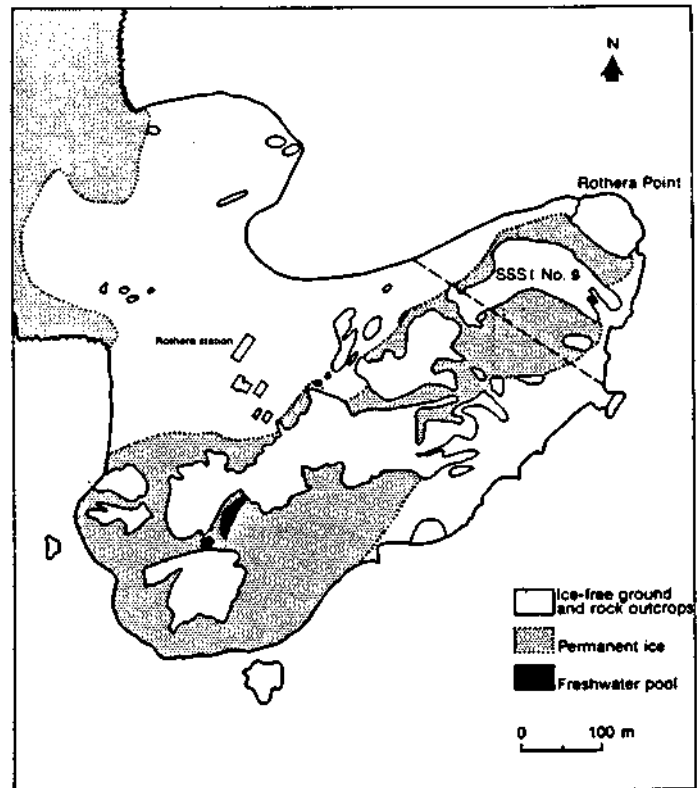 N
Rothera Point
SSSI No. 9
Rothera station
Ice-free ground
and rock outcrops
Permanent ice
Freshwater pool
0 100 m